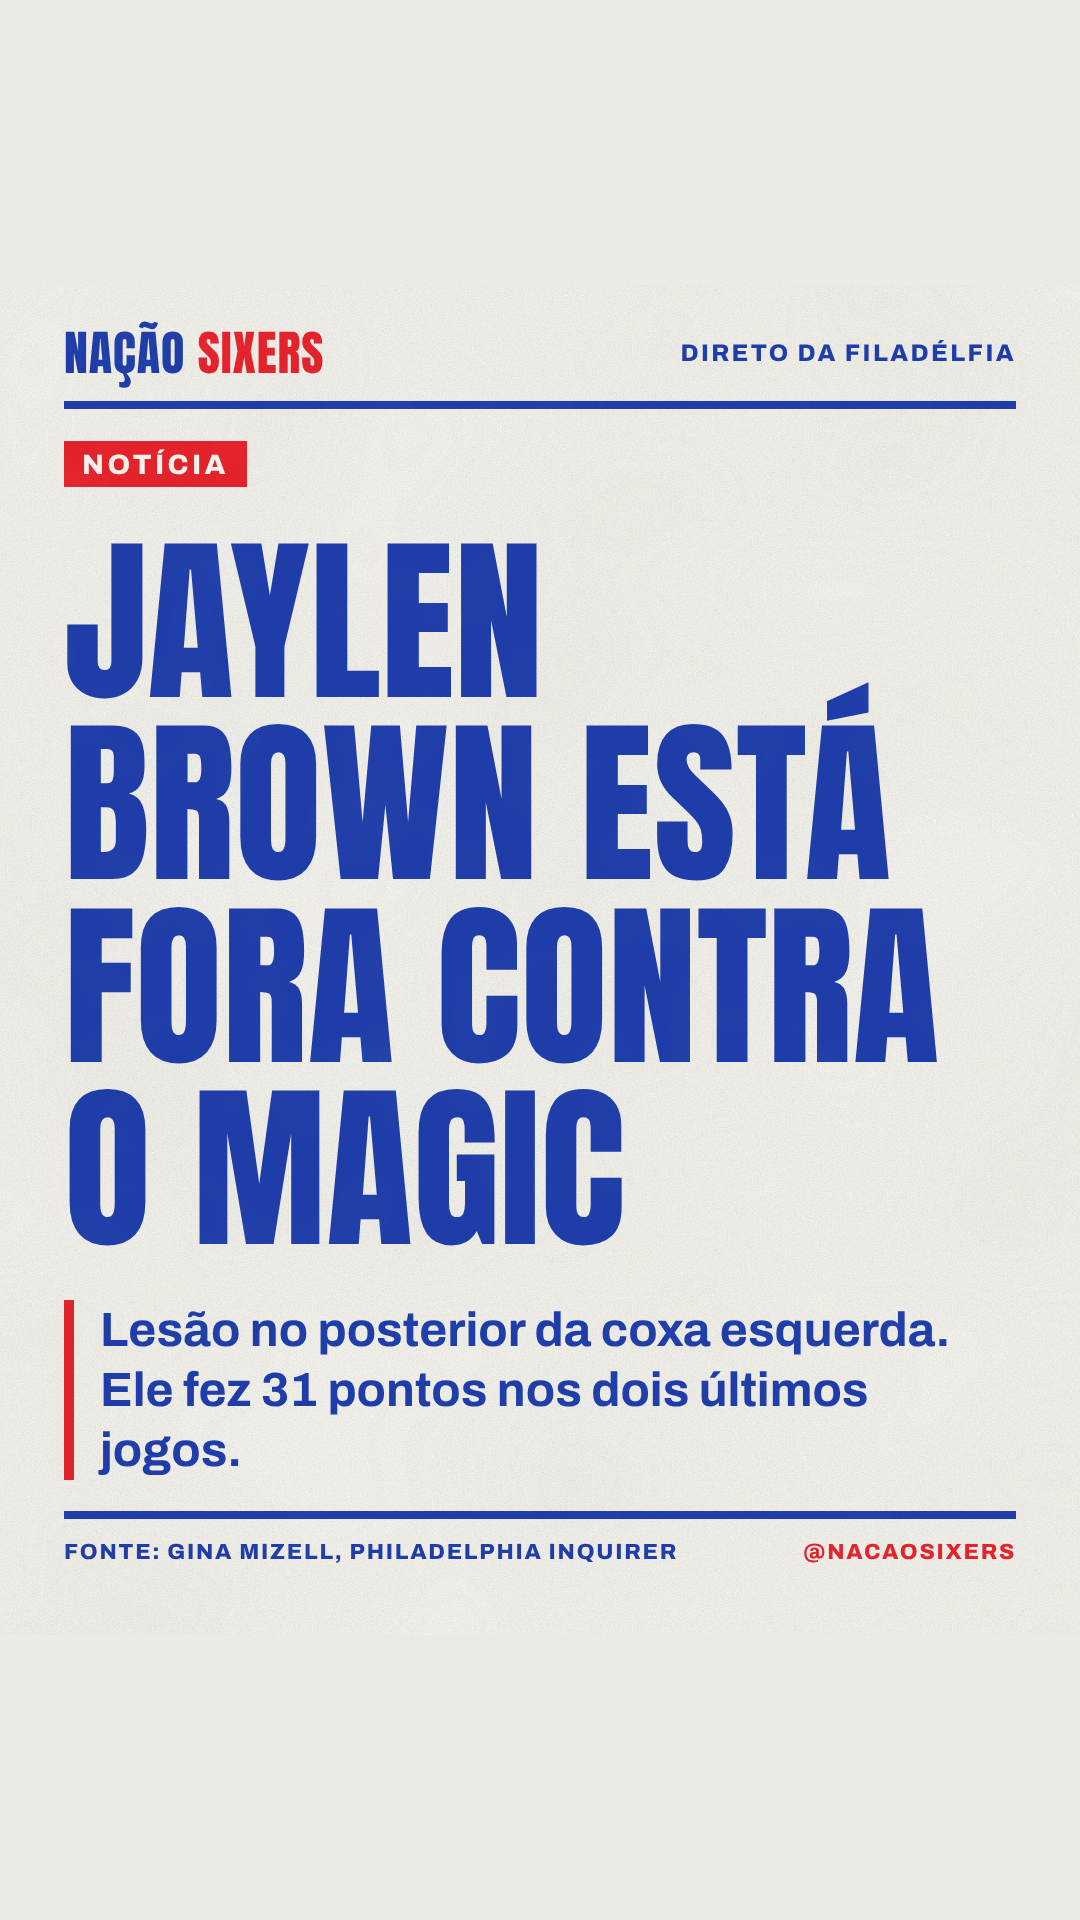 NAÇÃO SIXERS
DIRETO DA FILADÉLFIA
NOTÍCIA
JAYLEN
BROWN ESTÁ
FORA CONTRA
O MAGIC
Lesão no posterior da coxa esquerda.
Ele fez 31 pontos nos dois últimos
jogos.
FONTE: GINA MIZELL, PHILADELPHIA INQUIRER
@NACAOSIXERS